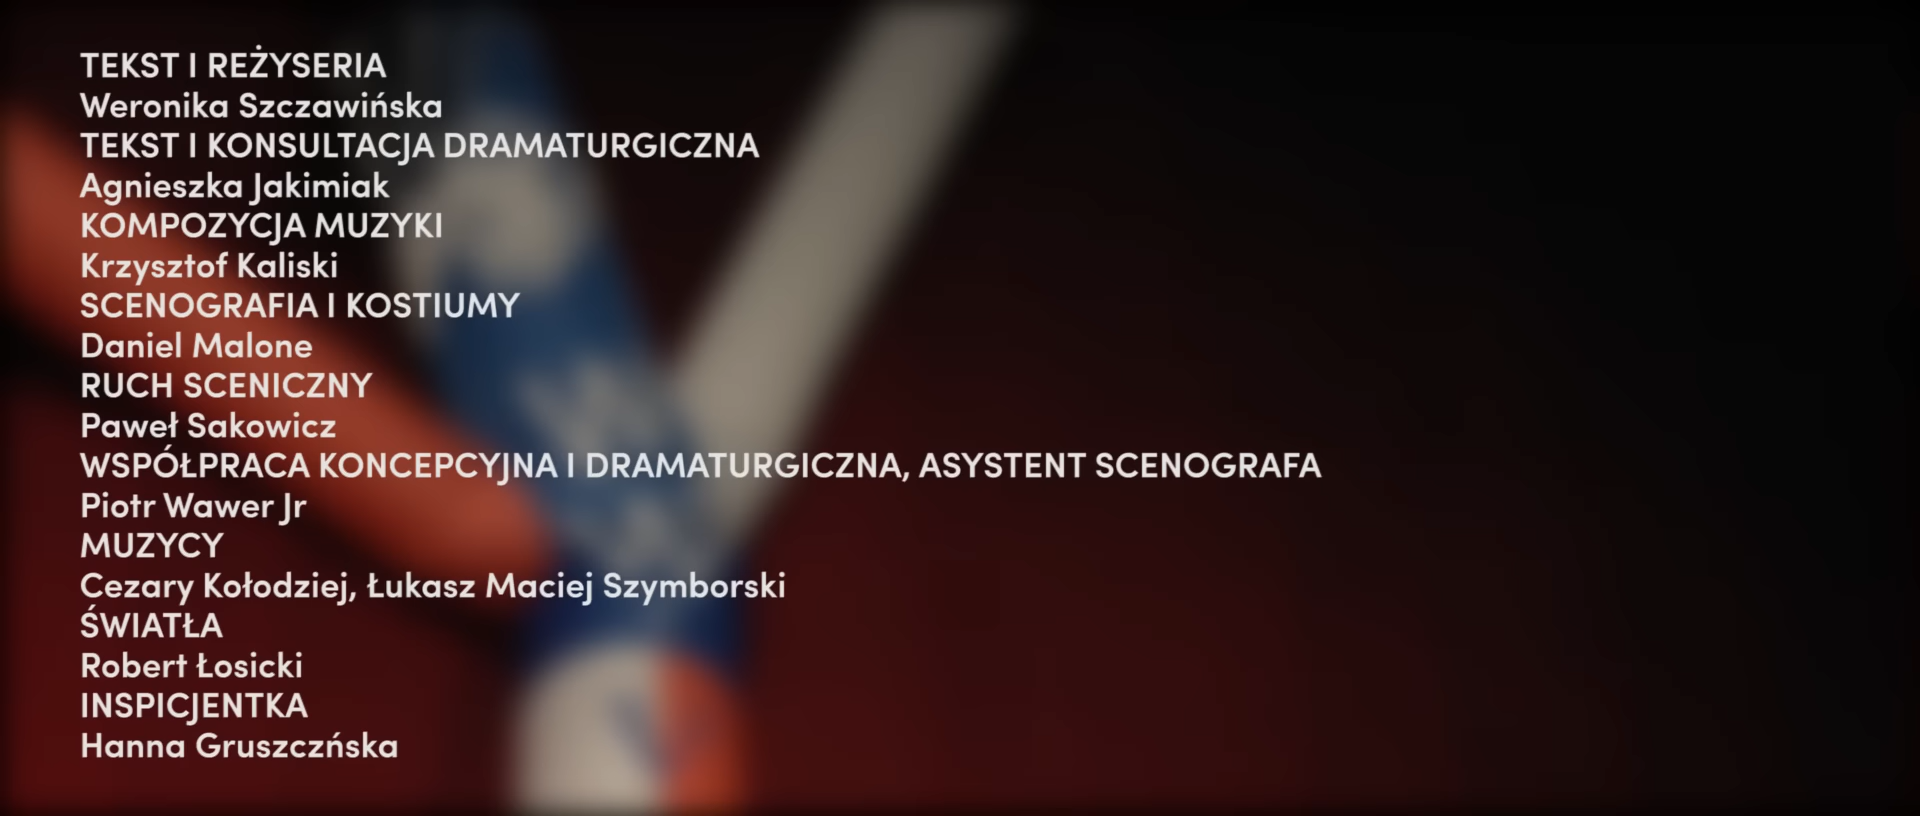 TEKST I REŻYSERIA
Weronika Szczawińska
TEKST I KONSULTACJA DRAMATURGICZNA
Agnieszka Jakimiak
KOMPOZYCJA MUZYKI
Krzysztof Kaliski
SCENOGRAFIA I KOSTIUMY
Daniel Malone
RUCH SCENICZNY
Paweł Sakowicz
WSPÓŁPRACA KONCEPCYJNA I DRAMATURGICZNA, ASYSTENT SCENOGRAFA
Piotr Wawer Jr
MUZYCY
Cezary Kołodziej, Łukasz Maciej Szymborski
ŚWIATŁA
Robert Łosicki
INSPICJENTKA
Hanna Gruszczńska